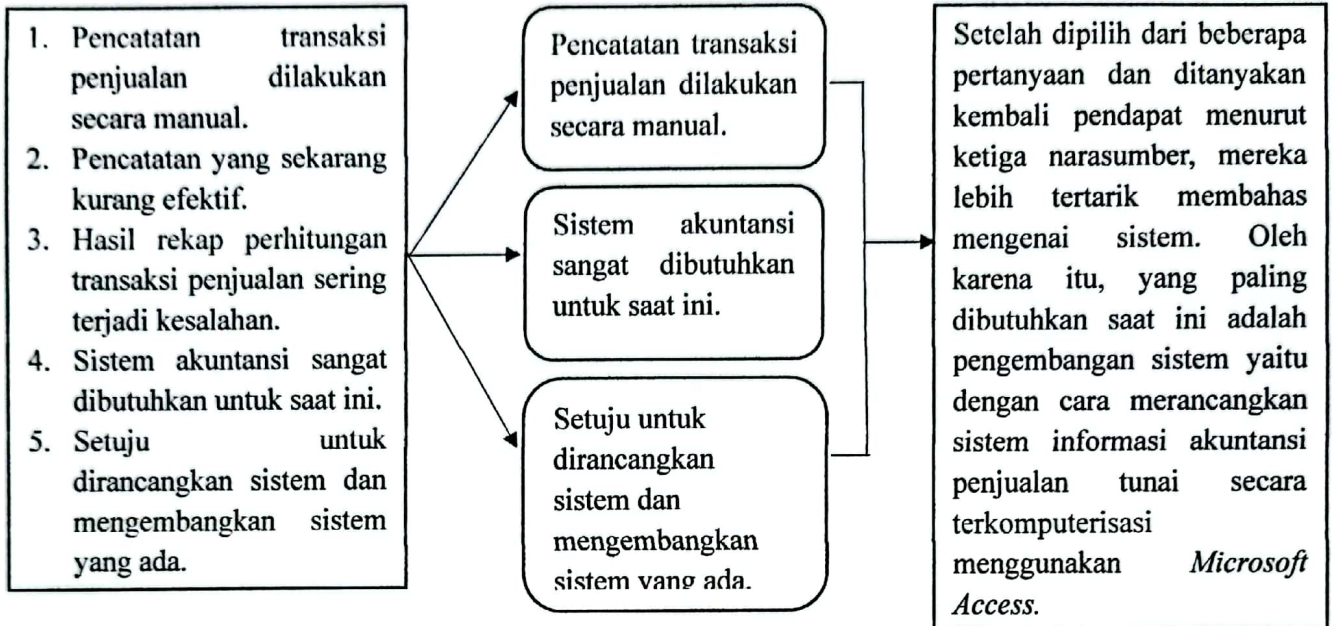 1. Pencatatan transaksi
penjualan dilakukan
secara manual.
2. Pencatatan yang sekarang
kurang efektif.
3. Hasil rekap perhitungan
transaksi penjualan sering
terjadi kesalahan.
4. Sistem akuntansi sangat
dibutuhkan untuk saat ini.
5. Setuju untuk
dirancangkan sistem dan
mengembangkan sistem
yang ada.
Pencatatan transaksi
penjualan dilakukan
secara manual.
Sistem akuntansi
sangat dibutuhkan
untuk saat ini.
Setuju untuk
dirancangkan
sistem dan
mengembangkan
sistem yang ada.
Setelah dipilih dari beberapa
pertanyaan dan ditanyakan
kembali pendapat menurut
ketiga narasumber, mereka
lebih tertarik membahas
mengenai sistem. Oleh
karena itu, yang paling
dibutuhkan saat ini adalah
pengembangan sistem yaitu
dengan cara merancangkan
sistem informasi akuntansi
penjualan tunai secara
terkomputerisasi
menggunakan Microsoft
Access.